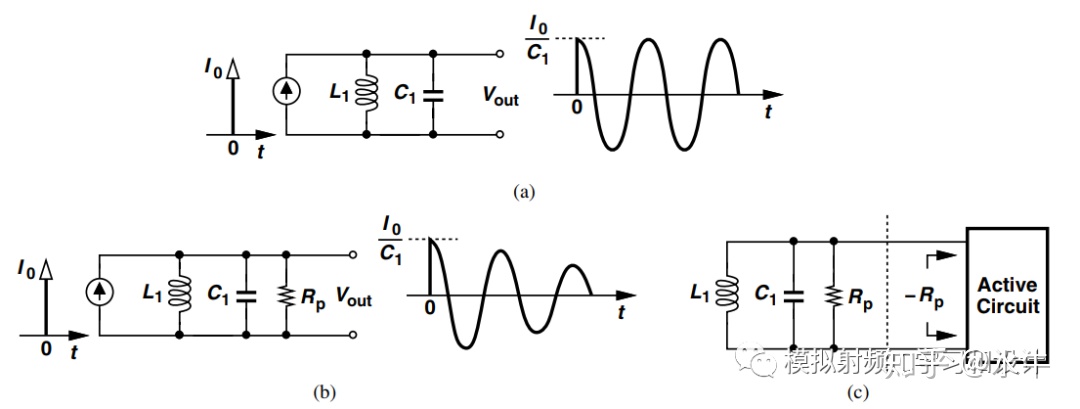 I0
0
t
L1
C1
Vout
I0
C1
0
t
(a)
I0
0
t
L1
C1
Rp
Vout
I0
C1
0
t
(b)
L1
C1
Rp
−Rp
Active
Circuit
(c)
模拟射频